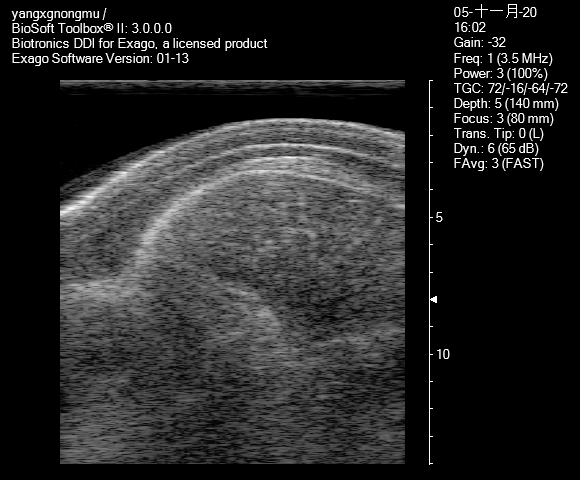 yangxgnongmu /
BioSoft Toolbox® II: 3.0.0.0
Biotronics DDI for Exago, a licensed product
Exago Software Version: 01-13
05-十一月-20
16:02
Gain: -32
Freq: 1 (3.5 MHz)
Power: 3 (100%)
TGC: 72/-16/-64/-72
Depth: 5 (140 mm)
Focus: 3 (80 mm)
Trans. Tip: 0 (L)
Dyn.: 6 (65 dB)
FAvg: 3 (FAST)
5
10